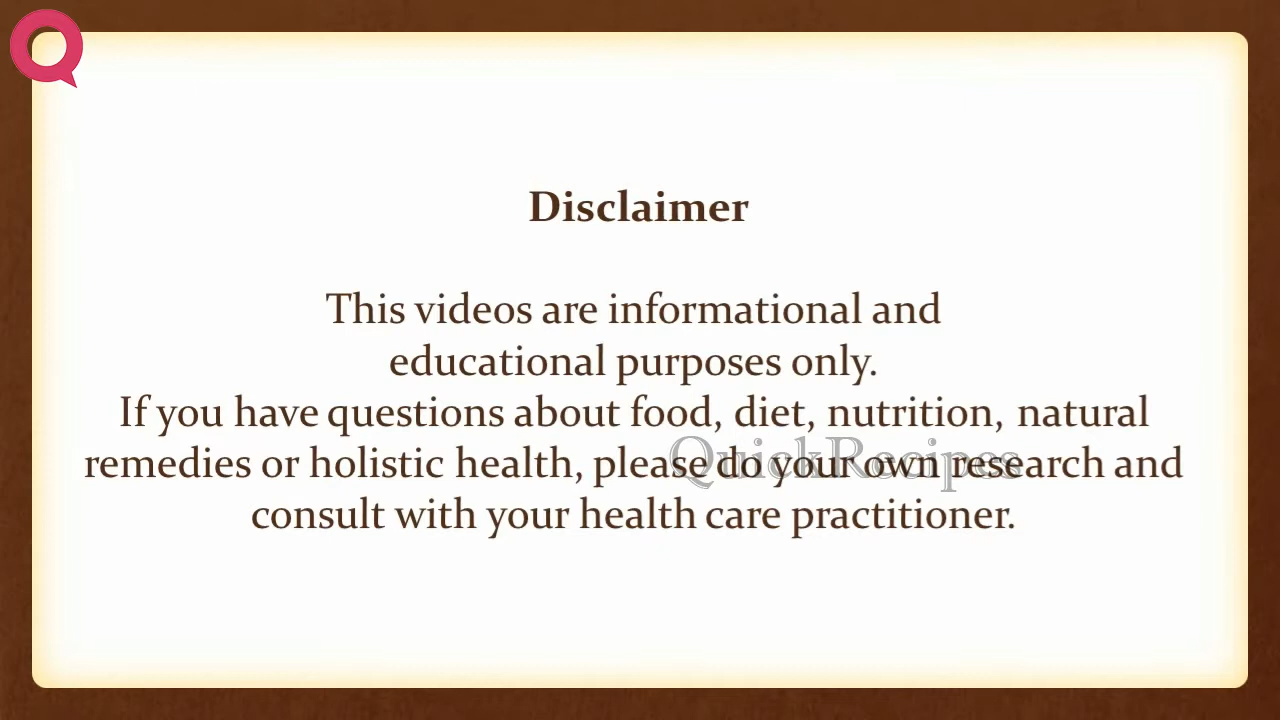 Disclaimer
This videos are informational and
educational purposes only.
If you have questions about food, diet, nutrition, natural
remedies or holistic health, please do your own research and
QuickRecipes
consult with your health care practitioner.